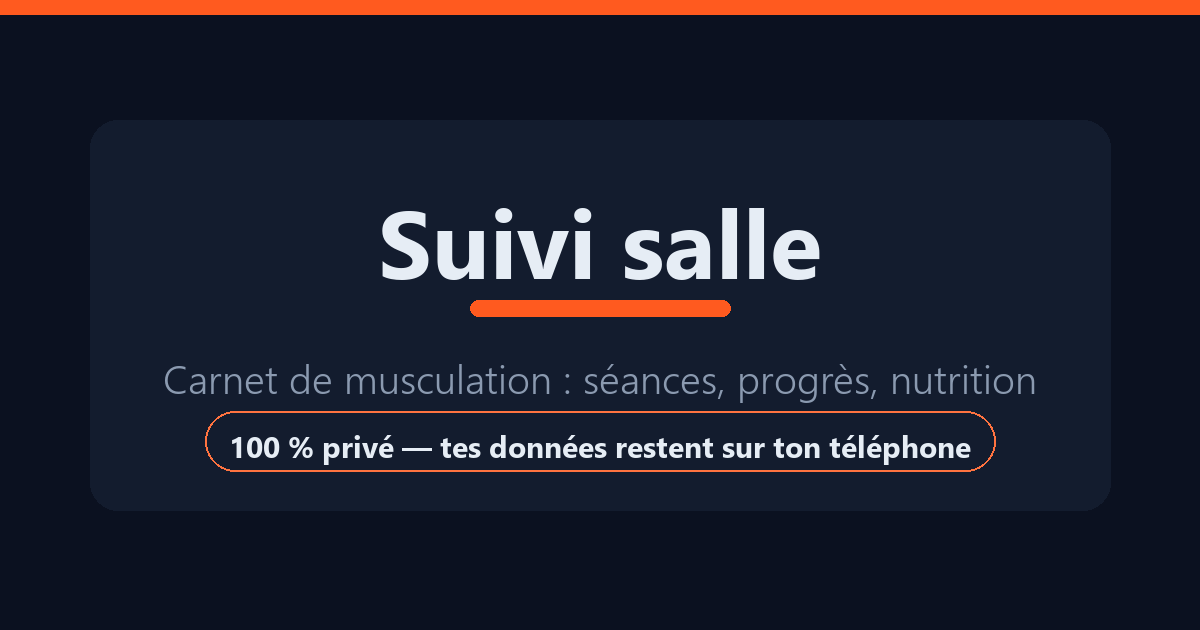 Suivi salle
Carnet de musculation : séances, progrès, nutrition
100 % privé — tes données restent sur ton téléphone